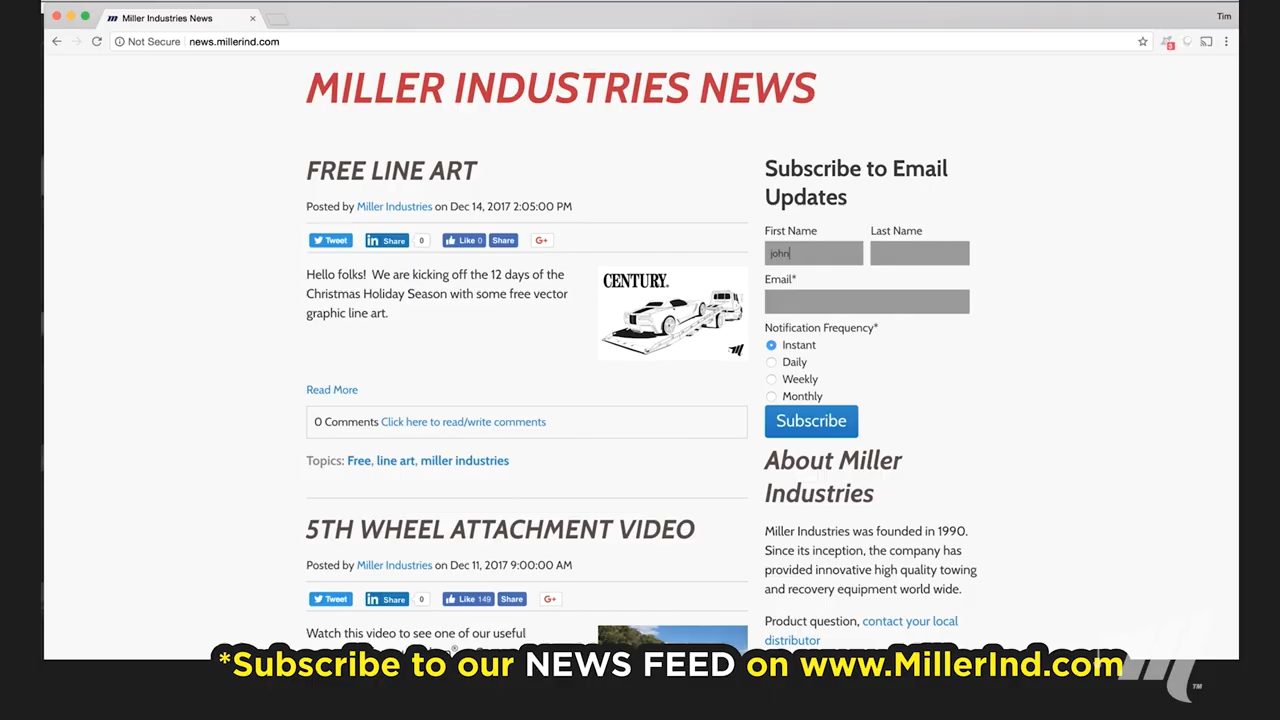 Miller Industries News
Tim
Not Secure news.millerind.com
3
MILLER INDUSTRIES NEWS
FREE LINE ART
Posted by Miller Industries on Dec 14, 2017 2:05:00 PM
Tweet in Share 0 Like 0 Share G+
Hello folks! We are kicking off the 12 days of the
Christmas Holiday Season with some free vector
graphic line art.
CENTURY®
Read More
0 Comments Click here to read/write comments
Topics: Free, line art, miller industries
5TH WHEEL ATTACHMENT VIDEO
Posted by Miller Industries on Dec 11, 2017 9:00:00 AM
Tweet in Share 0 Like 149 Share G+
Watch this video to see one of our useful
Subscribe to Email
Updates
First Name Last Name
john
Email*
Notification Frequency*
Instant
Daily
Weekly
Monthly
Subscribe
About Miller
Industries
Miller Industries was founded in 1990.
Since its inception, the company has
provided innovative high quality towing
and recovery equipment world wide.
Product question, contact your local
distributor
*Subscribe to our NEWS FEED on www.MillerInd.com
TM